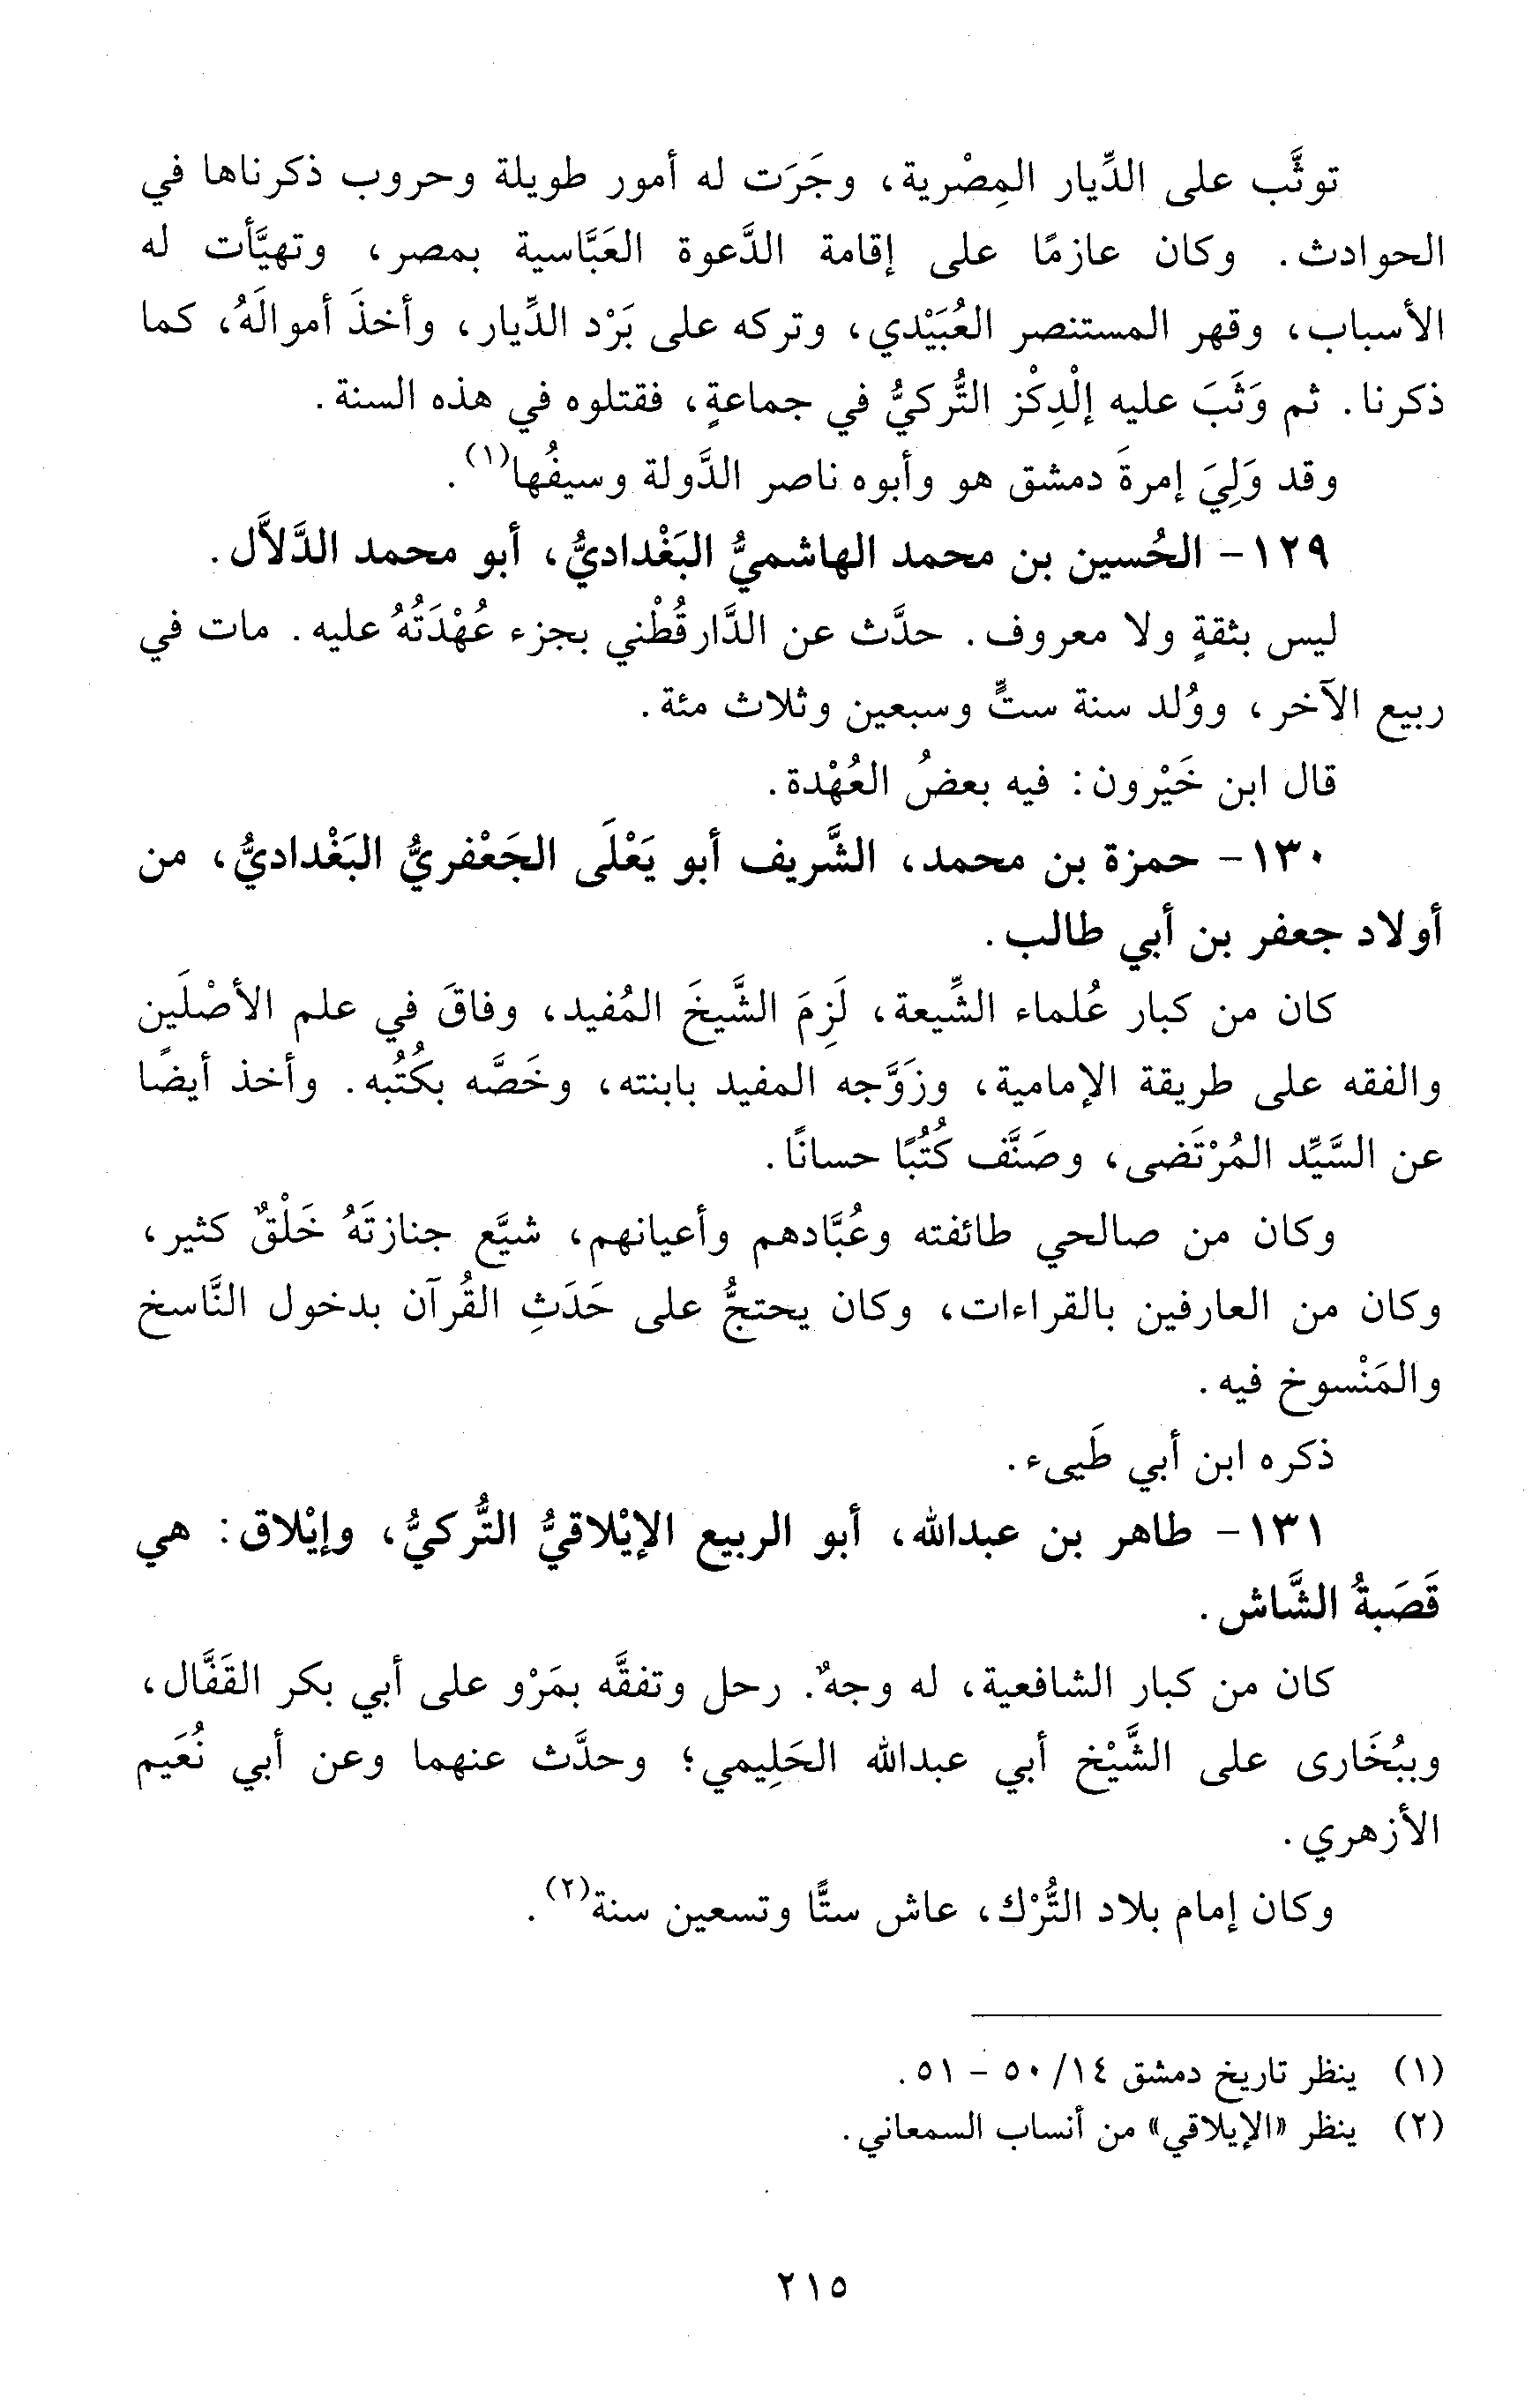 توثَّب على الدِّيار المِصْرية، وجَرَت له أمور طويلة وحروب ذكرناها في
الحوادث. وكان عازمًا على إقامة الدَّعوة العَبَّاسية بمصر، وتهيَّأت له
الأسباب، وقهر المستنصر العُبَيْدي، وتركه على بَرْد الدِّيار، وأخذَ أموالَهُ، كما
ذكرنا. ثم وَثَبَ عليه إلْدِكْز التُّركيُّ في جماعةٍ، فقتلوه في هذه السنة.
وقد وَلِيَ إمرةَ دمشق هو وأبوه ناصر الدَّولة وسيفُها(١).
١٢٩- الحُسين بن محمد الهاشميُّ البَغْداديُّ، أبو محمد الدَّلاَّل.
ليس بثقةٍ ولا معروف. حدَّث عن الدَّارقُطْني بجزء عُهْدَتُهُ عليه. مات في
ربيع الآخر، ووُلد سنة ستٍّ وسبعين وثلاث مئة.
قال ابن خَيْرون: فيه بعضُ العُهْدة.
١٣٠- حمزة بن محمد، الشَّريف أبو يَعْلَى الجَعْفريُّ البَغْداديُّ، من
أولاد جعفر بن أبي طالب.
كان من كبار عُلماء الشِّيعة، لَزِمَ الشَّيخَ المُفيد، وفاقَ في علم الأصْلَين
والفقه على طريقة الإمامية، وزَوَّجه المفيد بابنته، وخَصَّه بكُتُبه. وأخذ أيضًا
عن السَّيِّد المُرْتَضى، وصَنَّف كُتُبًا حسانًا.
وكان من صالحي طائفته وعُبَّادهم وأعيانهم، شيَّع جنازتَهُ خَلْقٌ كثير،
وكان من العارفين بالقراءات، وكان يحتجُّ على حَدَثِ القُرآن بدخول النَّاسخ
والمَنْسوخ فيه.
ذكره ابن أبي طَيىء.
١٣١- طاهر بن عبدالله، أبو الربيع الإيْلاقيُّ التُّركيُّ، وإيْلاق: هي
قَصَبةُ الشَّاش.
كان من كبار الشافعية، له وجهٌ. رحل وتفقَّه بمَرْو على أبي بكر القَفَّال،
وببُخَارى على الشَّيْخ أبي عبدالله الحَلِيمي؛ وحدَّث عنهما وعن أبي نُعَيم
الأزهري.
وكان إمام بلاد التُّرْك، عاش ستًّا وتسعين سنة(٢).
(١) ينظر تاريخ دمشق ١٤/ ٥٠ - ٥١.
(٢) ينظر «الإيلاقي» من أنساب السمعاني.
٢١٥